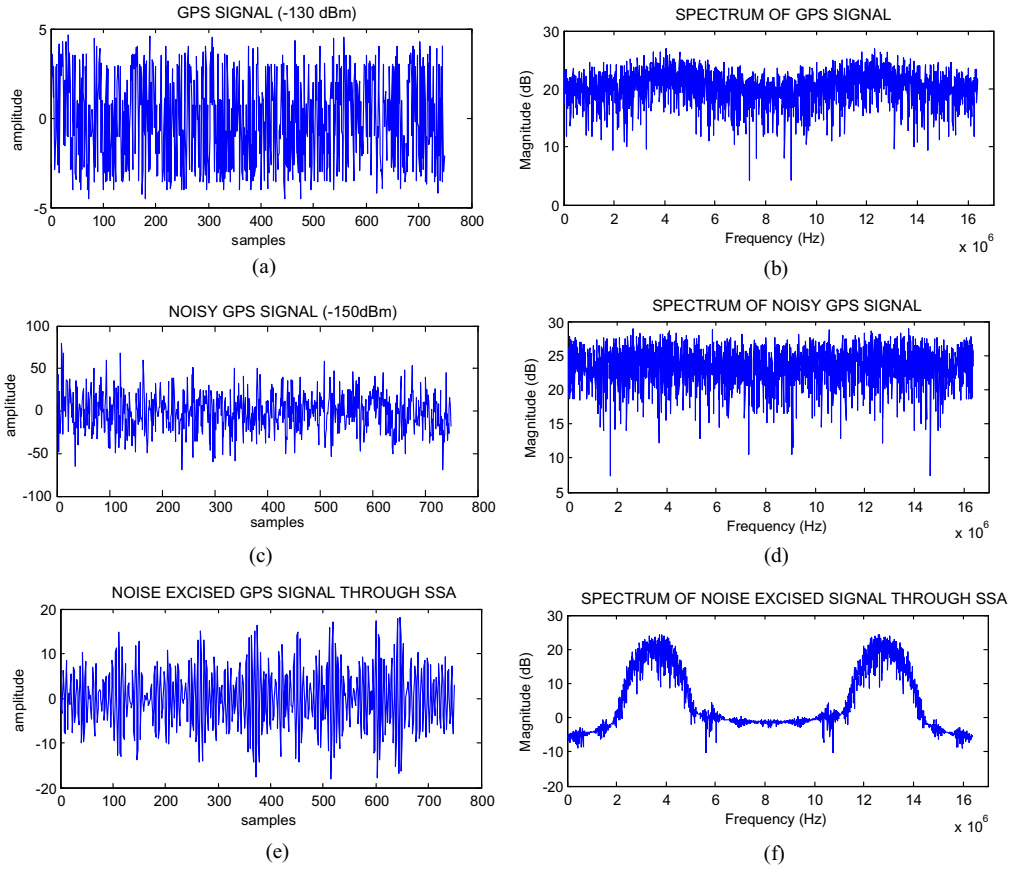 GPS SIGNAL (-130 dBm)
5
0
-5
amplitude
0 100 200 300 400 500 600 700 800
samples
(a)
SPECTRUM OF GPS SIGNAL
30
20
10
0
Magnitude (dB)
0 2 4 6 8 10 12 14 16
Frequency (Hz)
x 10^6
(b)
NOISY GPS SIGNAL (-150dBm)
100
50
0
-50
-100
amplitude
0 100 200 300 400 500 600 700 800
samples
(c)
SPECTRUM OF NOISY GPS SIGNAL
30
25
20
15
10
5
Magnitude (dB)
0 2 4 6 8 10 12 14 16
Frequency (Hz)
x 10^6
(d)
NOISE EXCISED GPS SIGNAL THROUGH SSA
20
10
0
-10
-20
amplitude
0 100 200 300 400 500 600 700 800
samples
(e)
SPECTRUM OF NOISE EXCISED SIGNAL THROUGH SSA
30
20
10
0
-10
-20
Magnitude (dB)
0 2 4 6 8 10 12 14 16
Frequency (Hz)
x 10^6
(f)